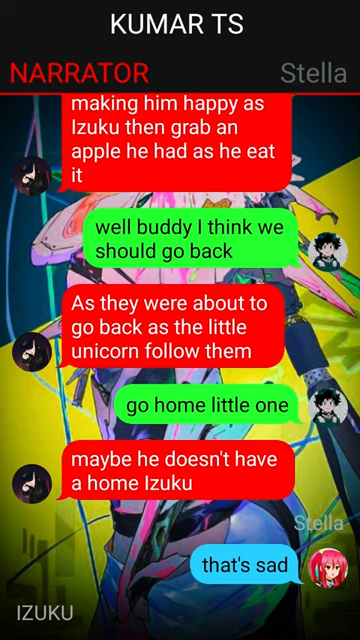 KUMAR TS
NARRATOR
Stella
making him happy as
Izuku then grab an
apple he had as he eat
it
well buddy I think we
should go back
As they were about to
go back as the little
unicorn follow them
go home little one
maybe he doesn't have
a home Izuku
Stella
that's sad
IZUKU